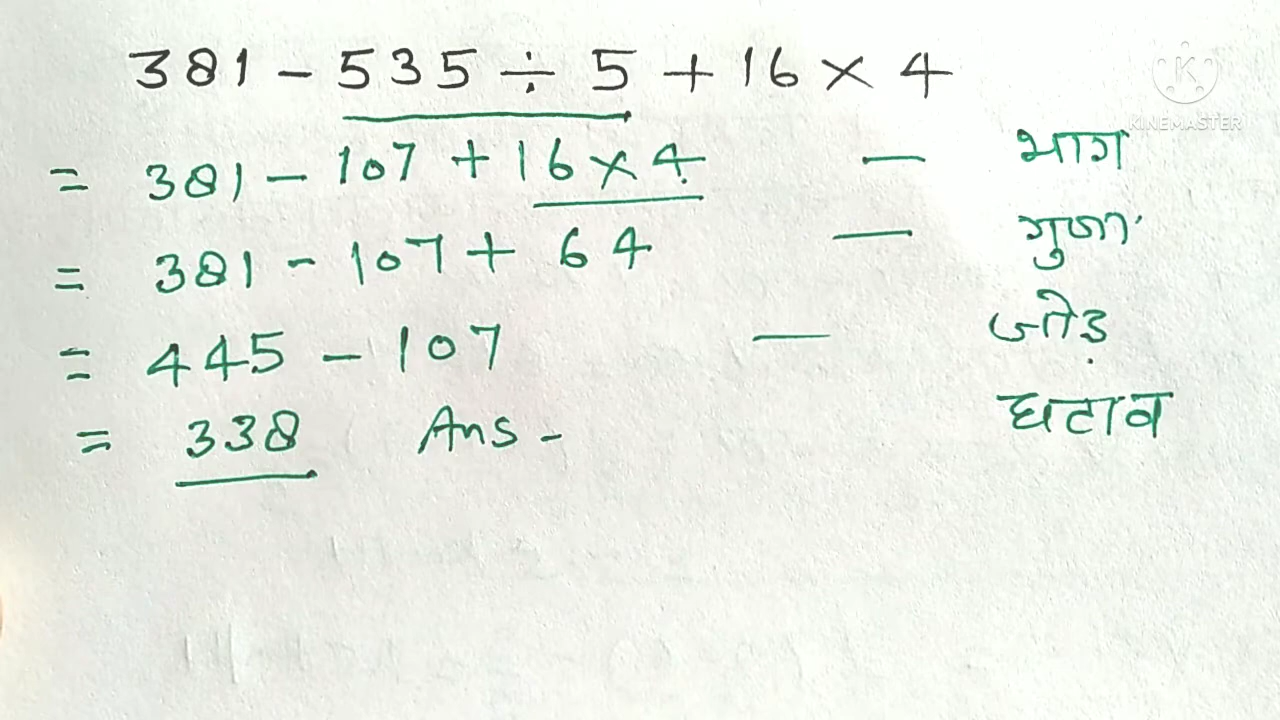 381 - 535 ÷ 5 + 16 × 4
KINEMASTER
= 381 - 107 + 16 × 4 — भाग
= 381 - 107 + 64 — गुणा
= 445 - 107 — जोड़
= 338 Ans - घटाव